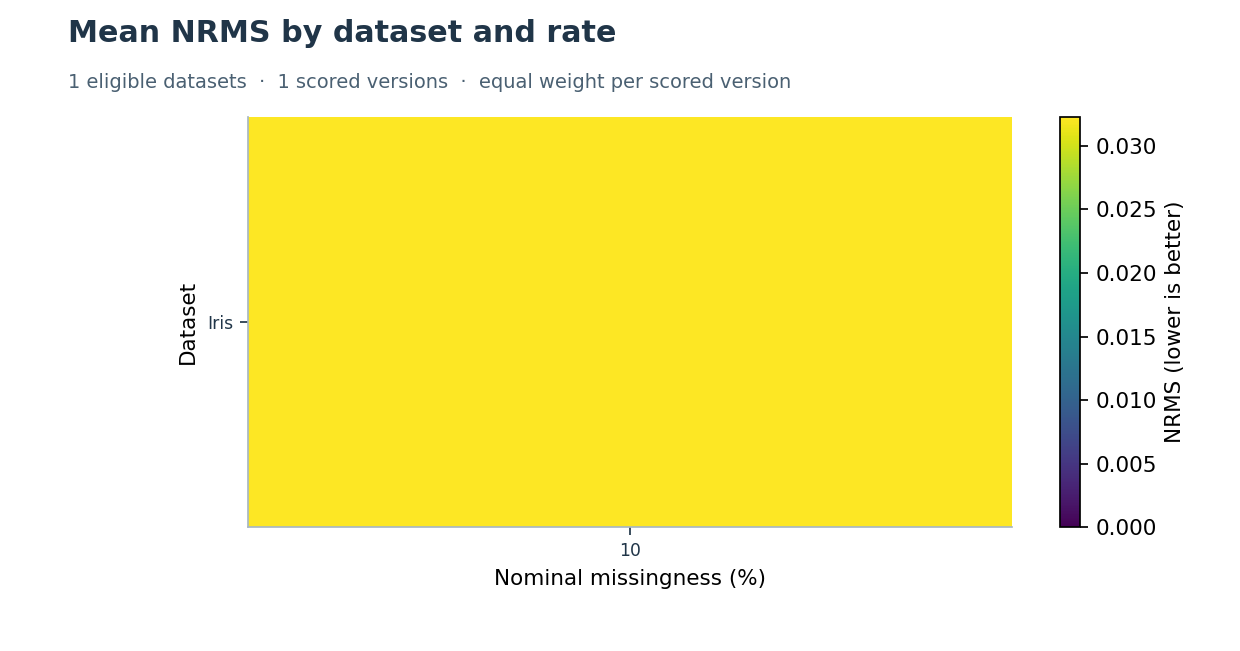 Mean NRMS by dataset and rate
1 eligible datasets · 1 scored versions · equal weight per scored version
Dataset
Iris
10
Nominal missingness (%)
0.030
0.025
0.020
0.015
0.010
0.005
0.000
NRMS (lower is better)